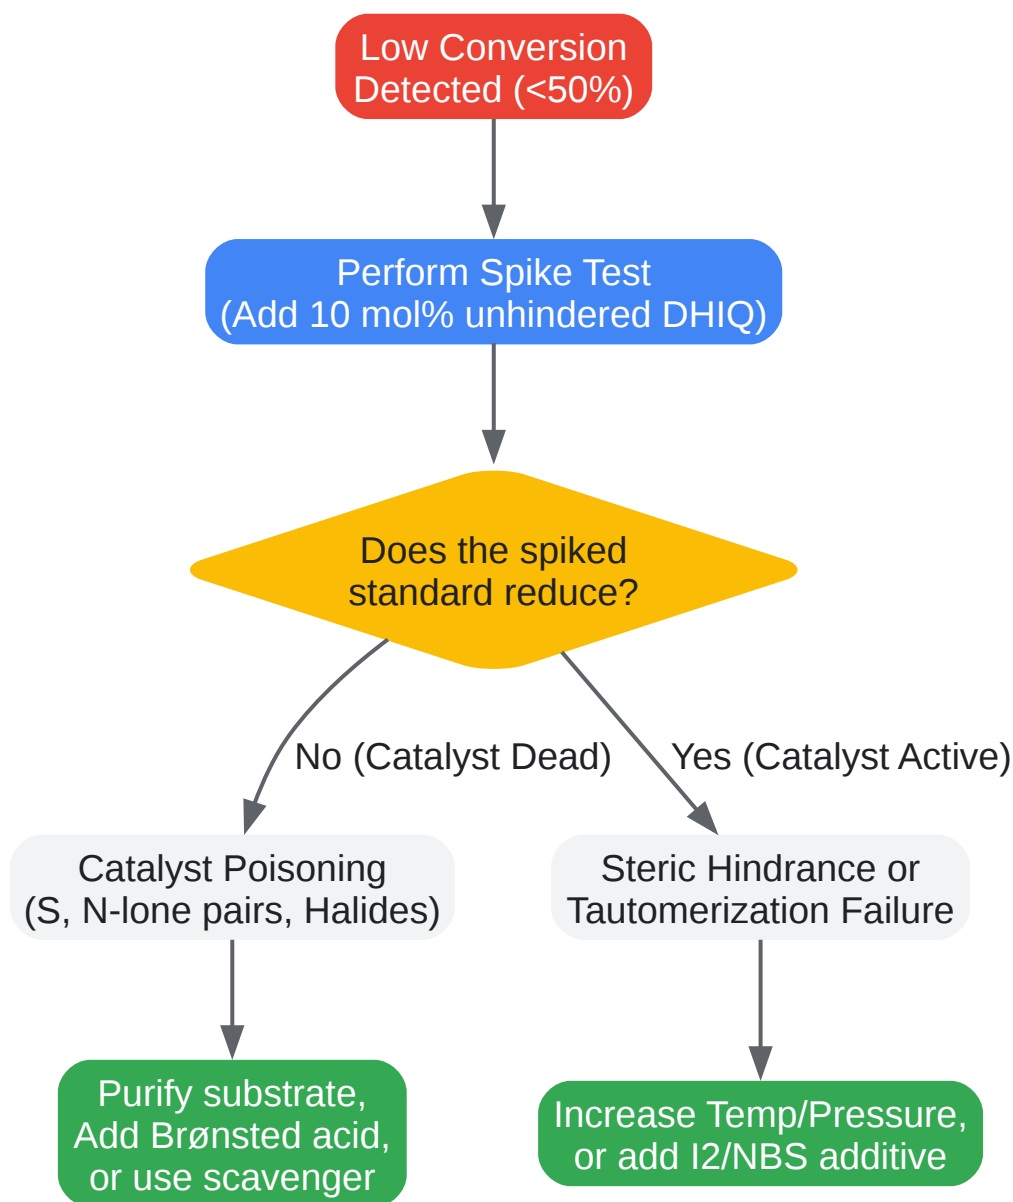 Low Conversion
Detected (<50%)
Perform Spike Test
(Add 10 mol% unhindered DHIQ)
Does the spiked
standard reduce?
No (Catalyst Dead)
Yes (Catalyst Active)
Catalyst Poisoning
(S, N-lone pairs, Halides)
Steric Hindrance or
Tautomerization Failure
Purify substrate,
Add Brønsted acid,
or use scavenger
Increase Temp/Pressure,
or add I2/NBS additive